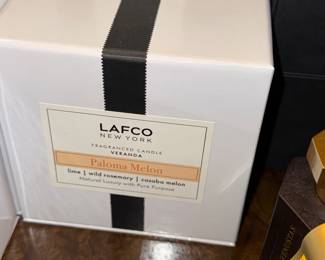 LAFCO
NEW YORK
FRAGRANCED CANDLE
VERANDA
Paloma Melon
lime | wild rosemary | casaba melon
Natural Luxury with Pure Purpose